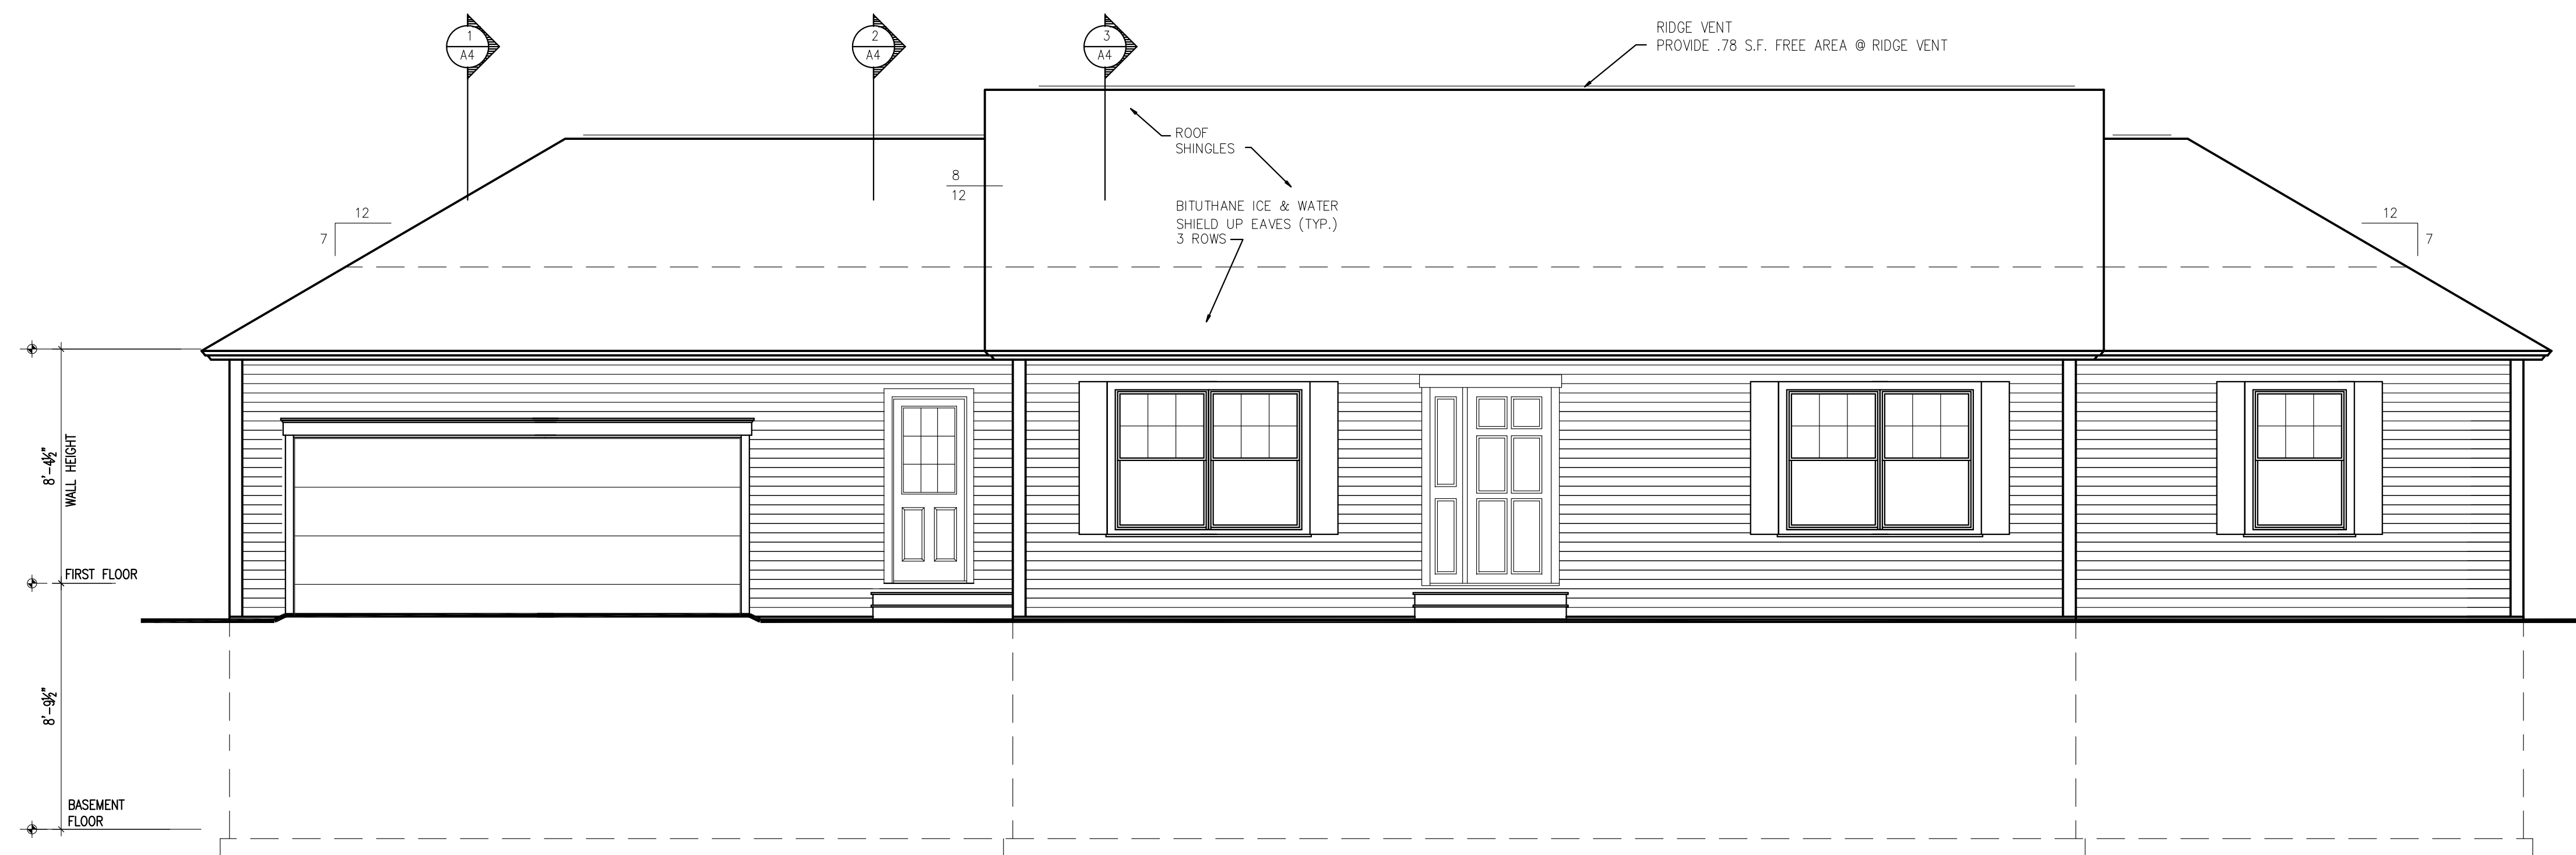 1
A4
2
A4
3
A4
RIDGE VENT
PROVIDE .78 S.F. FREE AREA @ RIDGE VENT
ROOF
SHINGLES
8
12
BITUTHANE ICE & WATER
SHIELD UP EAVES (TYP.)
3 ROWS
12
7
12
7
8'-4½"
WALL HEIGHT
FIRST FLOOR
8'-9½"
BASEMENT
FLOOR